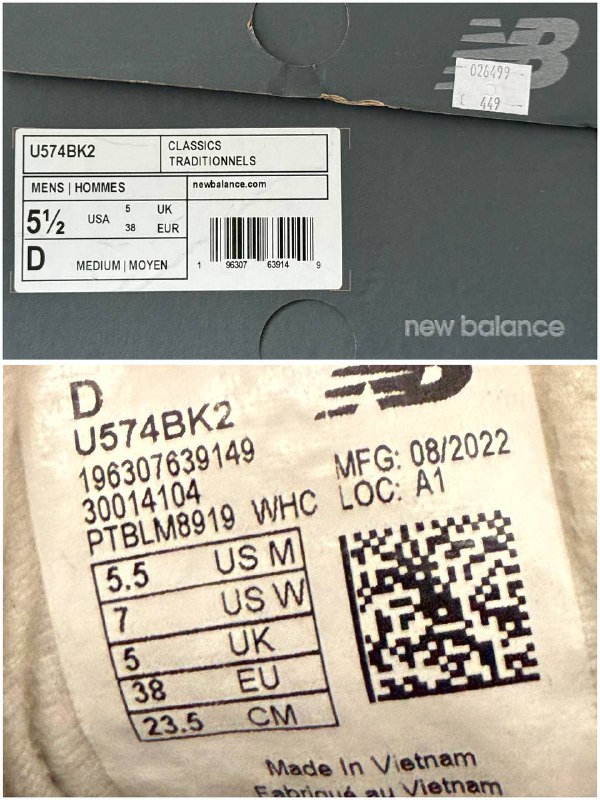 026499
449
U574BK2
CLASSICS
TRADITIONNELS
MENS | HOMMES
newbalance.com
5½ USA 5 UK
38 EUR
D MEDIUM | MOYEN
1 96307 63914 9
new balance
D
U574BK2
196307639149
30014104
PTBLM8919 WHC
MFG: 08/2022
LOC: A1
5.5 US M
7 US W
5 UK
38 EU
23.5 CM
Made In Vietnam
Fabriqué au Vietnam